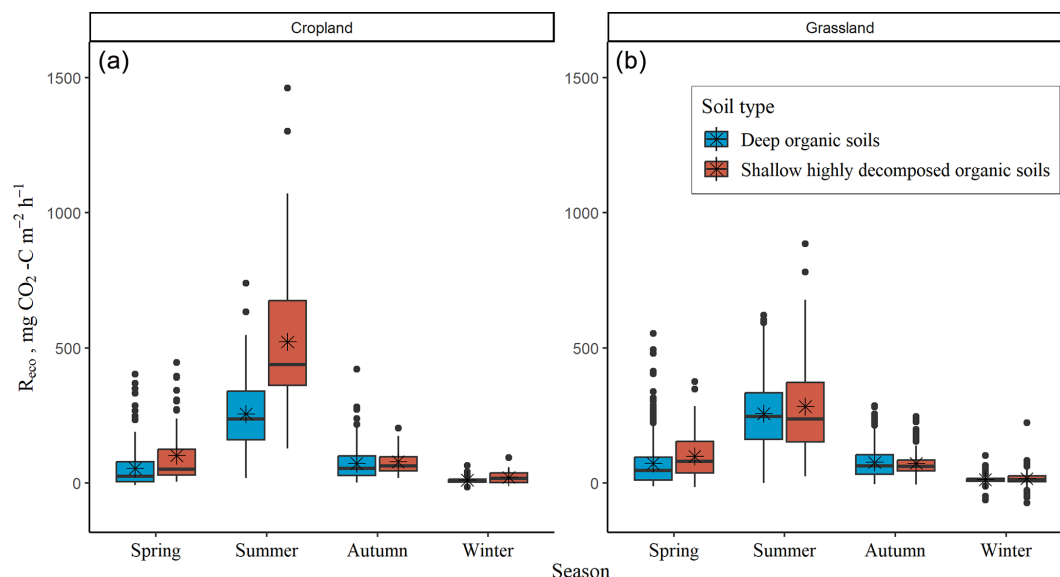 Cropland
Grassland
(a)
(b)
1500
1000
500
0
1500
1000
500
0
R_eco , mg CO₂ -C m⁻² h⁻¹
Soil type
Deep organic soils
Shallow highly decomposed organic soils
Spring Summer Autumn Winter
Spring Summer Autumn Winter
Season